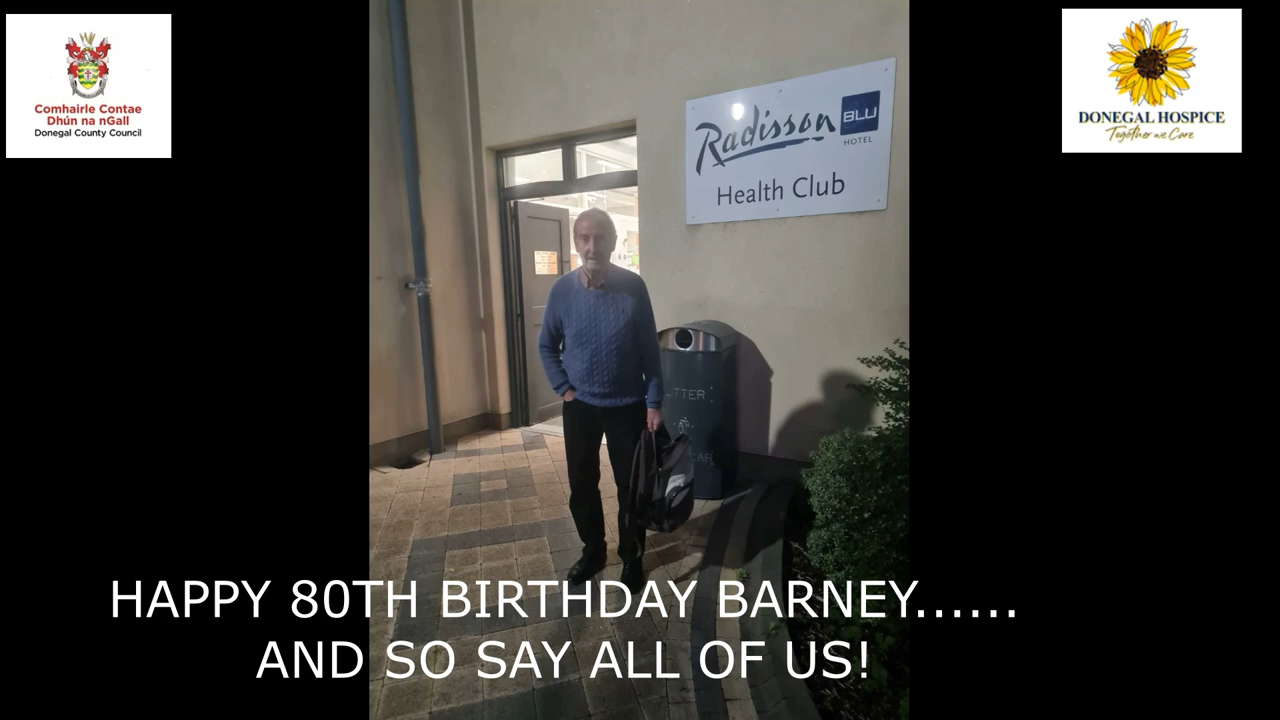 Comhairle Contae
Dhún na nGall
Donegal County Council
DONEGAL HOSPICE
Together we Care
Radisson
BLU
HOTEL
Health Club
LITTER
HAPPY 80TH BIRTHDAY BARNEY......
AND SO SAY ALL OF US!